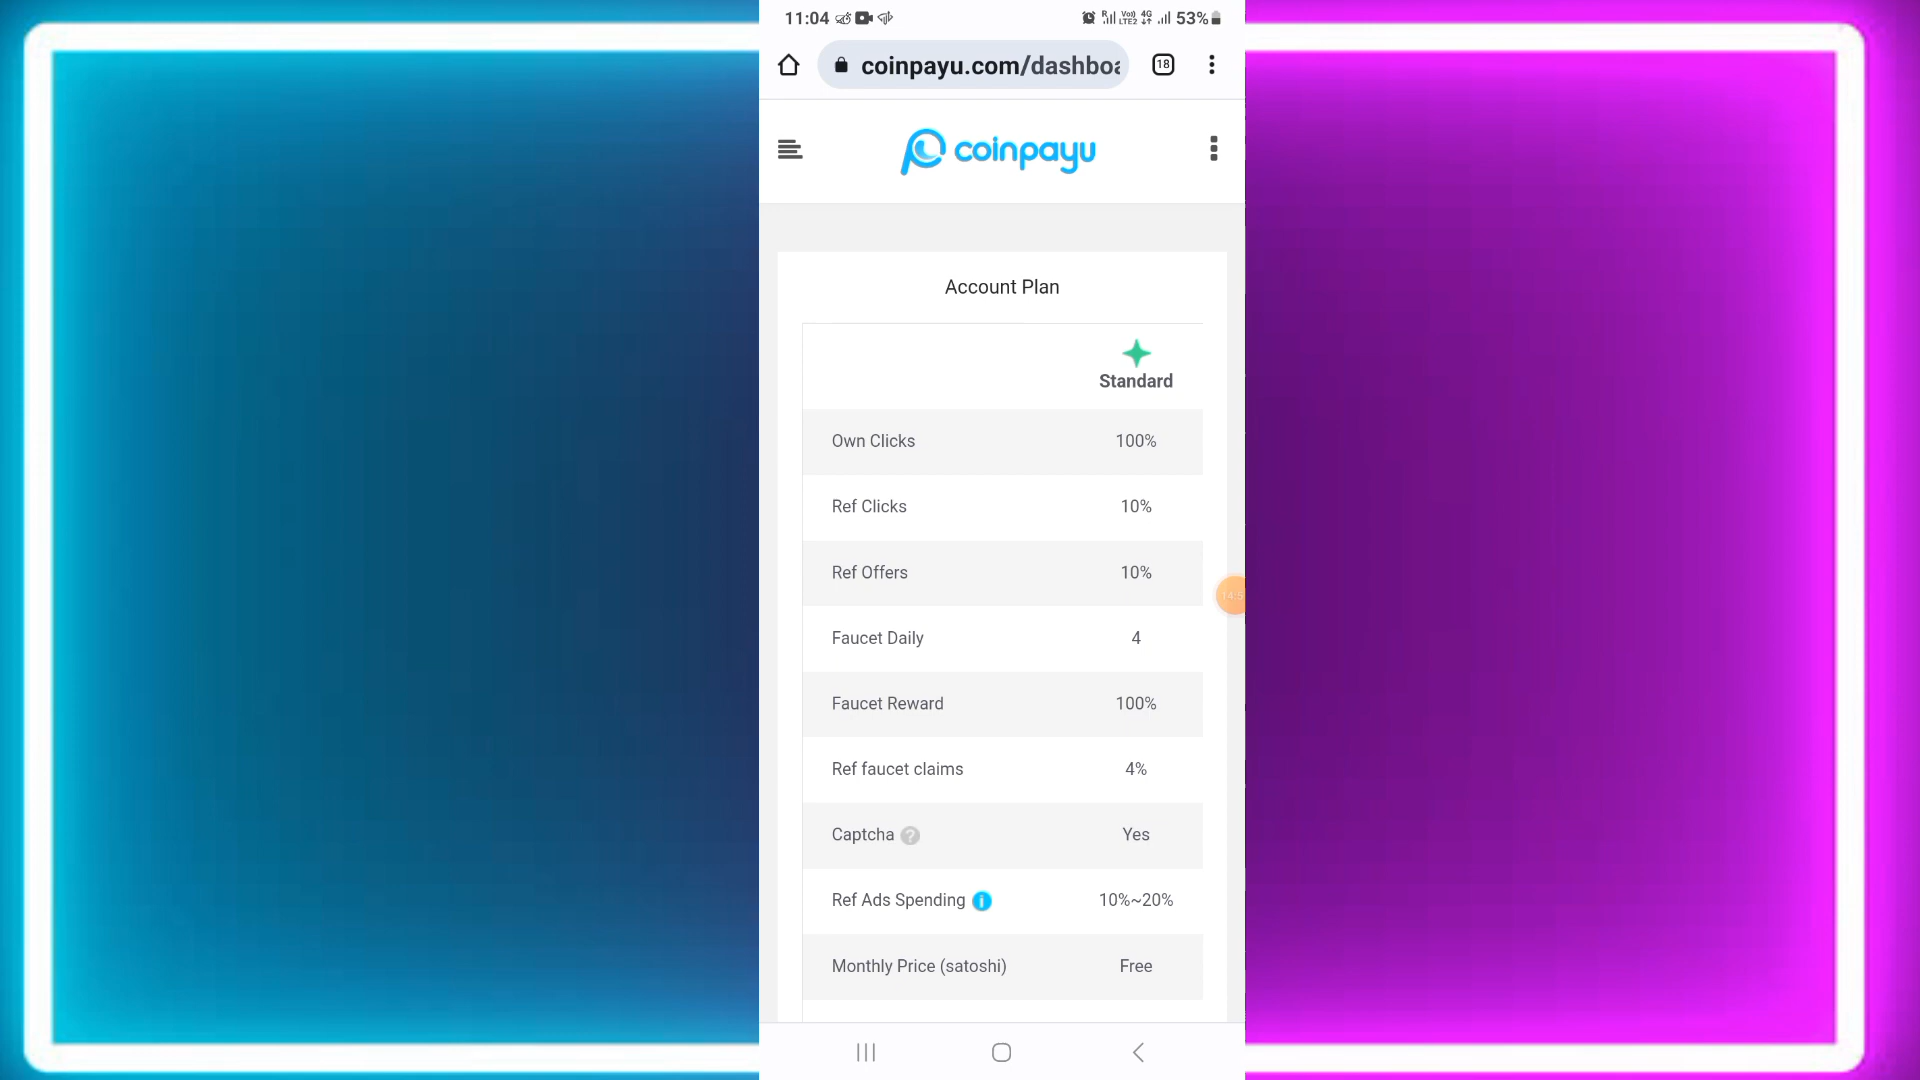 11:04
53%
coinpayu.com/dashboa
18
coinpayu
Account Plan
Standard
Own Clicks 100%
Ref Clicks 10%
Ref Offers 10%
Faucet Daily 4
Faucet Reward 100%
Ref faucet claims 4%
Captcha ? Yes
Ref Ads Spending i 10%~20%
Monthly Price (satoshi) Free